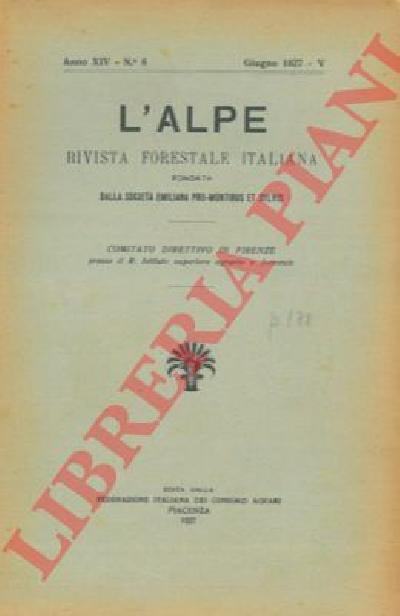 Anno XIV - N.° 6 Giugno 1927 - V
L'ALPE
RIVISTA FORESTALE ITALIANA
FONDATA
DALLA SOCIETÀ EMILIANA PRO-MONTIBUS ET SILVIS
COMITATO DIRETTIVO IN FIRENZE
presso il R. Istituto superiore agrario e forestale
EDITA DALLA
FEDERAZIONE ITALIANA DEI CONSORZI AGRARI
PIACENZA
1927
LIBRERIA PIANI